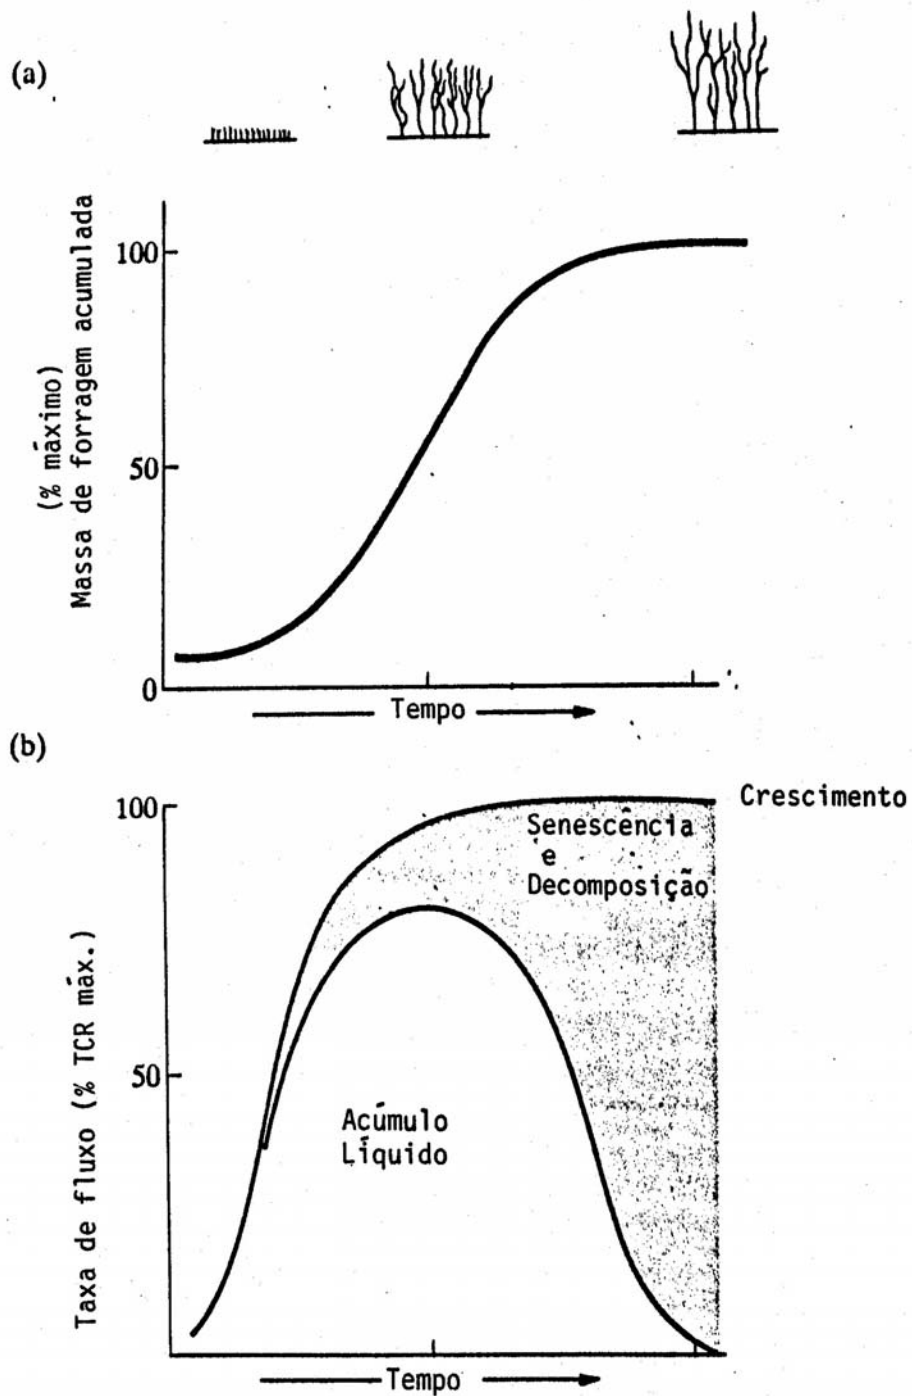 (a)
(% máximo)
Massa de forragem acumulada
100
50
0
Tempo
(b)
100
50
Taxa de fluxo (% TCR máx.)
Crescimento
Senescência
e
Decomposição
Acúmulo
Líquido
Tempo